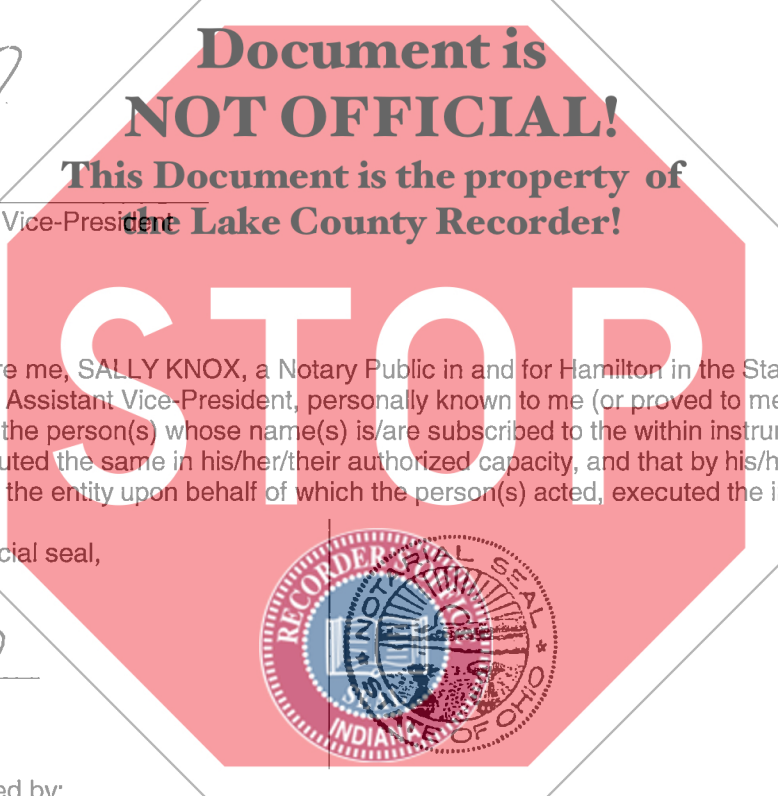 Document is
NOT OFFICIAL!
This Document is the property of
the Lake County Recorder!
Vice-President
STOP
re me, SALLY KNOX, a Notary Public in and for Hamilton in the Sta
Assistant Vice-President, personally known to me (or proved to me
the person(s) whose name(s) is/are subscribed to the within instru
uted the same in his/her/their authorized capacity, and that by his/h
the entity upon behalf of which the person(s) acted, executed the i
cial seal,
RECORDER'S
SEAL
INDIANA
NOTARIAL SEAL
STATE OF OHIO
ed by: